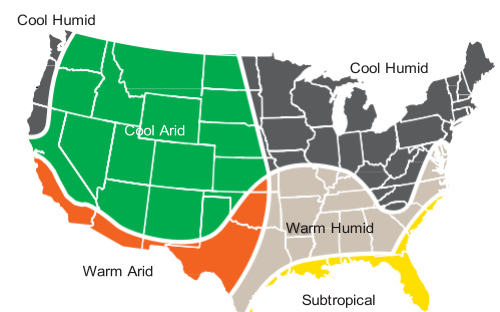 Cool Humid
Cool Humid
Cool Arid
Warm Humid
Warm Arid
Subtropical